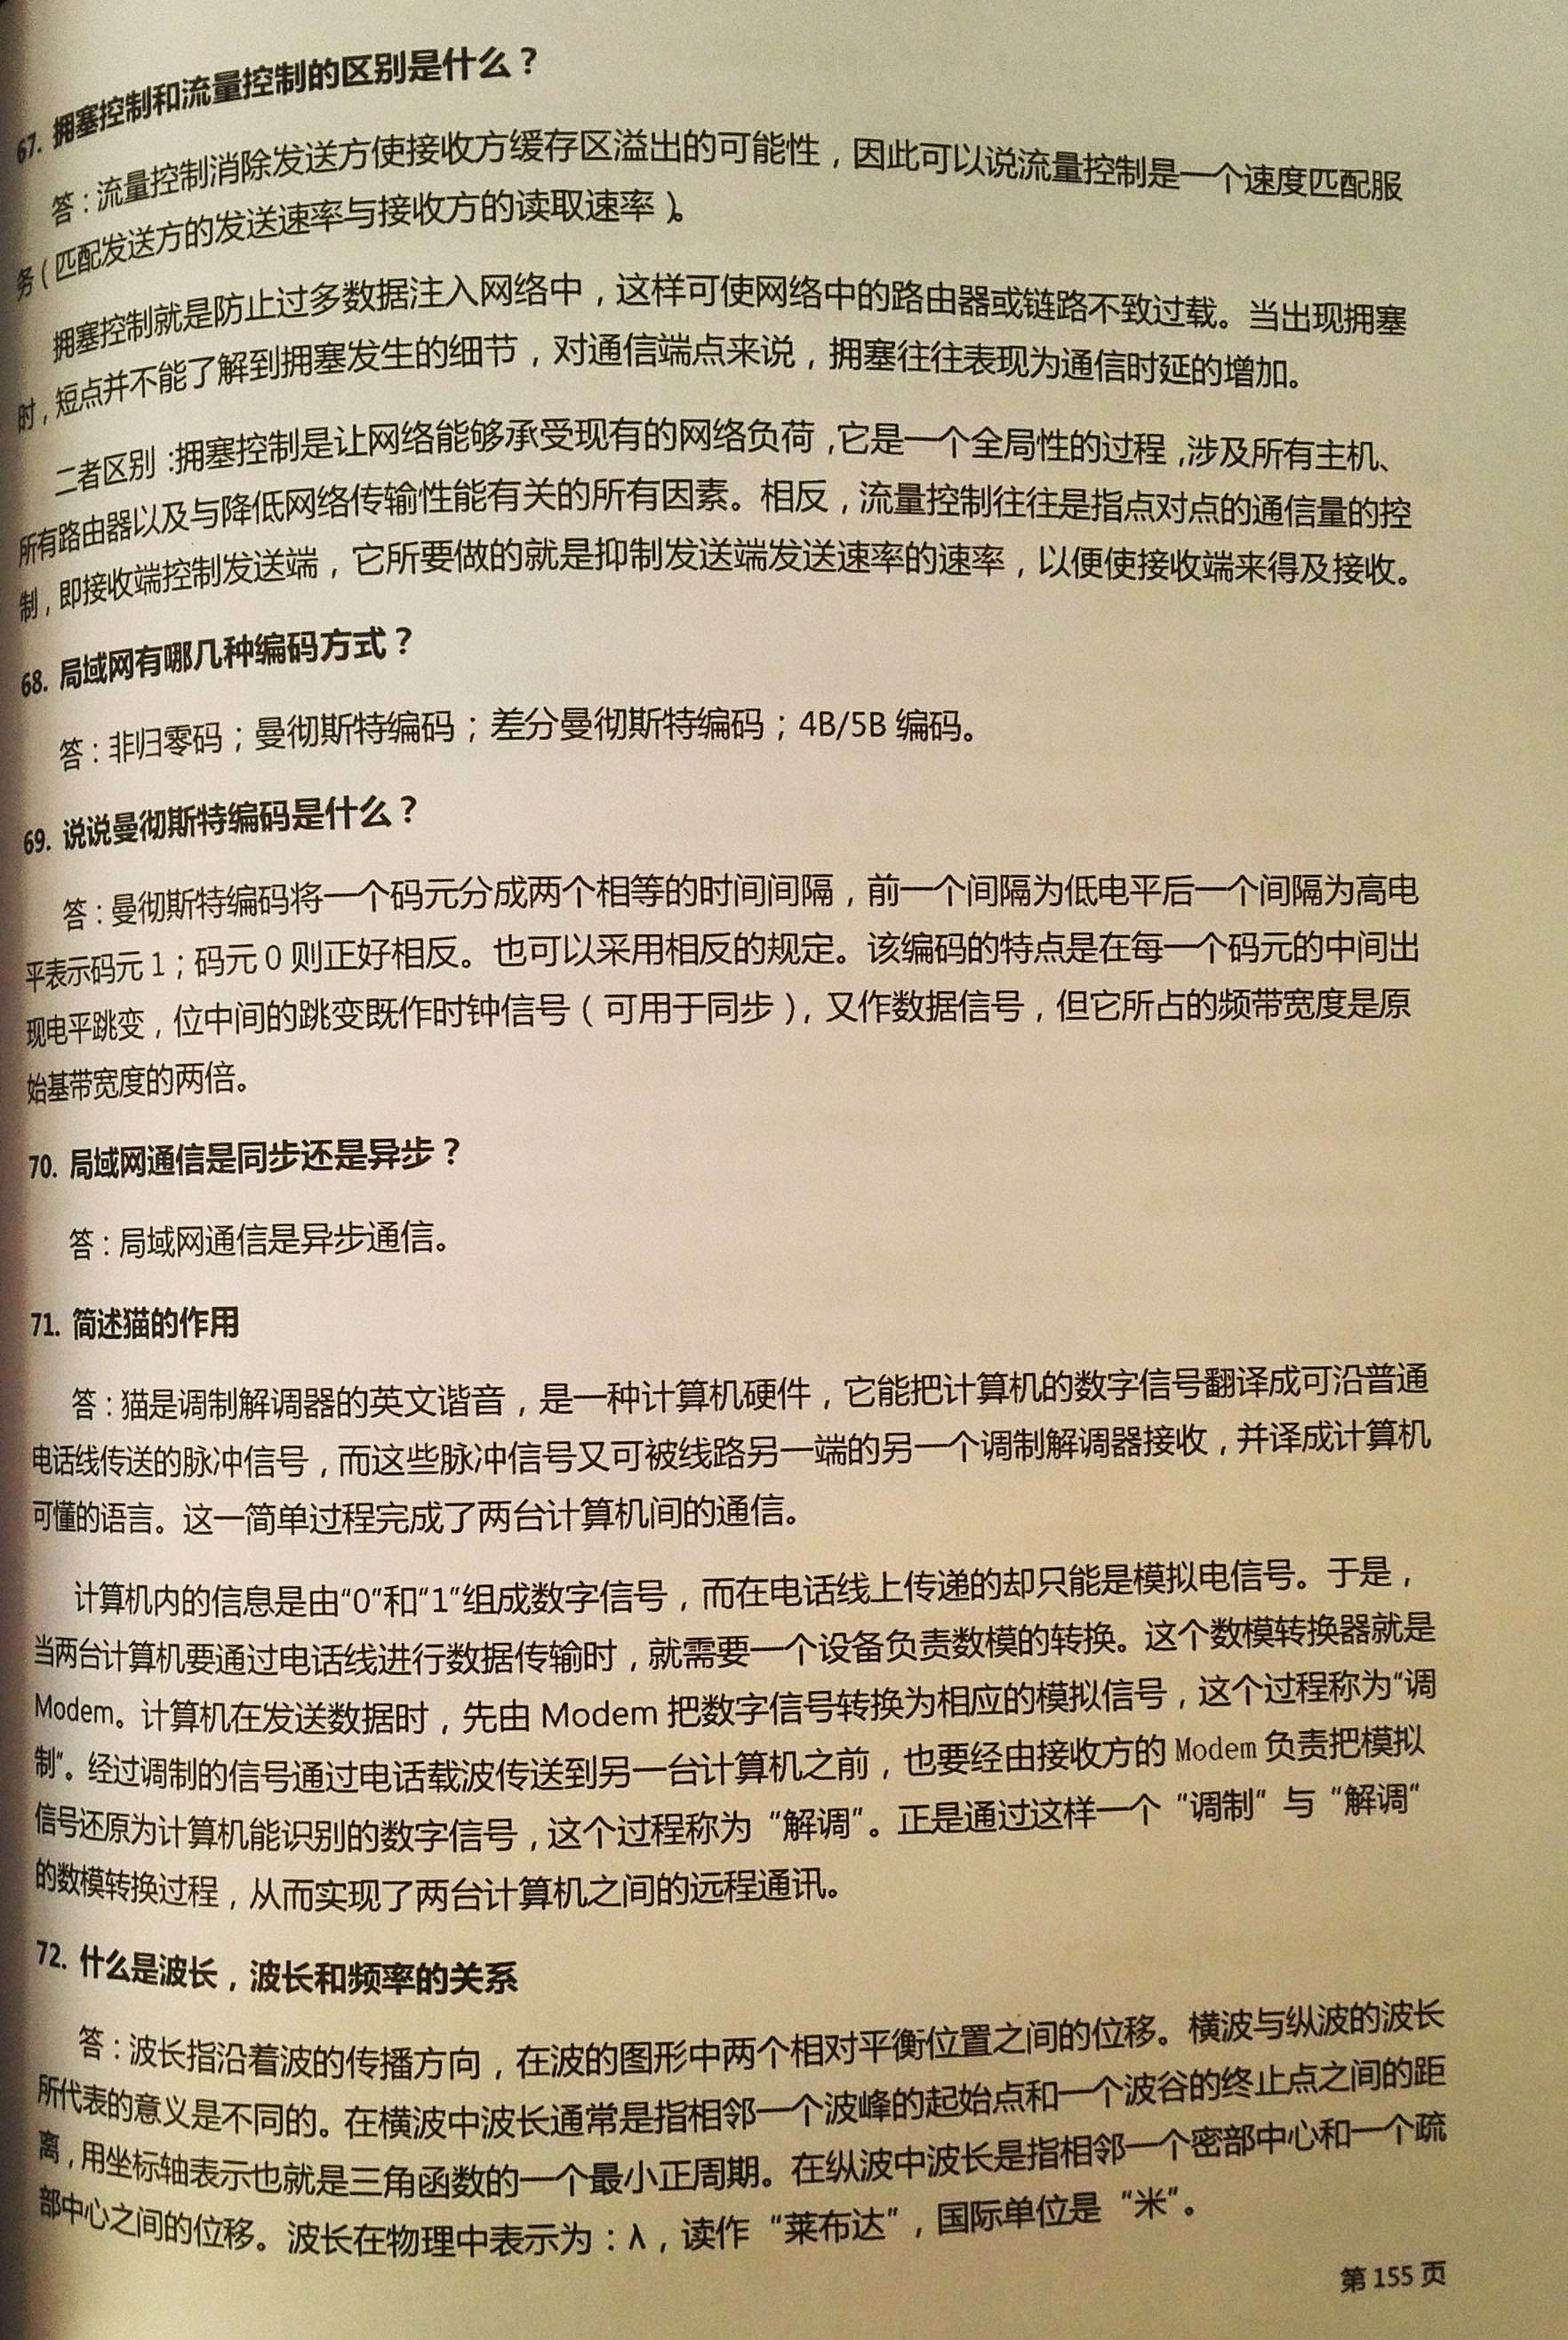 67. 拥塞控制和流量控制的区别是什么？
答：流量控制消除发送方使接收方缓存区溢出的可能性，因此可以说流量控制是一个速度匹配服
务（匹配发送方的发送速率与接收方的读取速率）。
拥塞控制就是防止过多数据注入网络中，这样可使网络中的路由器或链路不致过载。当出现拥塞
时，短点并不能了解到拥塞发生的细节，对通信端点来说，拥塞往往表现为通信时延的增加。
二者区别：拥塞控制是让网络能够承受现有的网络负荷，它是一个全局性的过程，涉及所有主机、
所有路由器以及与降低网络传输性能有关的所有因素。相反，流量控制往往是指点对点的通信量的控
制，即接收端控制发送端，它所要做的就是抑制发送端发送速率的速率，以便使接收端来得及接收。
68. 局域网有哪几种编码方式？
答：非归零码；曼彻斯特编码；差分曼彻斯特编码；4B/5B 编码。
69. 说说曼彻斯特编码是什么？
答：曼彻斯特编码将一个码元分成两个相等的时间间隔，前一个间隔为低电平后一个间隔为高电
平表示码元 1；码元 0 则正好相反。也可以采用相反的规定。该编码的特点是在每一个码元的中间出
现电平跳变，位中间的跳变既作时钟信号（可用于同步），又作数据信号，但它所占的频带宽度是原
始基带宽度的两倍。
70. 局域网通信是同步还是异步？
答：局域网通信是异步通信。
71. 简述猫的作用
答：猫是调制解调器的英文谐音，是一种计算机硬件，它能把计算机的数字信号翻译成可沿普通
电话线传送的脉冲信号，而这些脉冲信号又可被线路另一端的另一个调制解调器接收，并译成计算机
可懂的语言。这一简单过程完成了两台计算机间的通信。
计算机内的信息是由“0”和“1”组成数字信号，而在电话线上传递的却只能是模拟电信号。于是，
当两台计算机要通过电话线进行数据传输时，就需要一个设备负责数模的转换。这个数模转换器就是
Modem。计算机在发送数据时，先由 Modem 把数字信号转换为相应的模拟信号，这个过程称为“调
制”。经过调制的信号通过电话载波传送到另一台计算机之前，也要经由接收方的 Modem 负责把模拟
信号还原为计算机能识别的数字信号，这个过程称为“解调”。正是通过这样一个“调制”与“解调”
的数模转换过程，从而实现了两台计算机之间的远程通讯。
72. 什么是波长，波长和频率的关系
答：波长指沿着波的传播方向，在波的图形中两个相对平衡位置之间的位移。横波与纵波的波长
所代表的意义是不同的。在横波中波长通常是指相邻一个波峰的起始点和一个波谷的终止点之间的距
离，用坐标轴表示也就是三角函数的一个最小正周期。在纵波中波长是指相邻一个密部中心和一个疏
部中心之间的位移。波长在物理中表示为：λ，读作“莱布达”，国际单位是“米”。
第 155 页